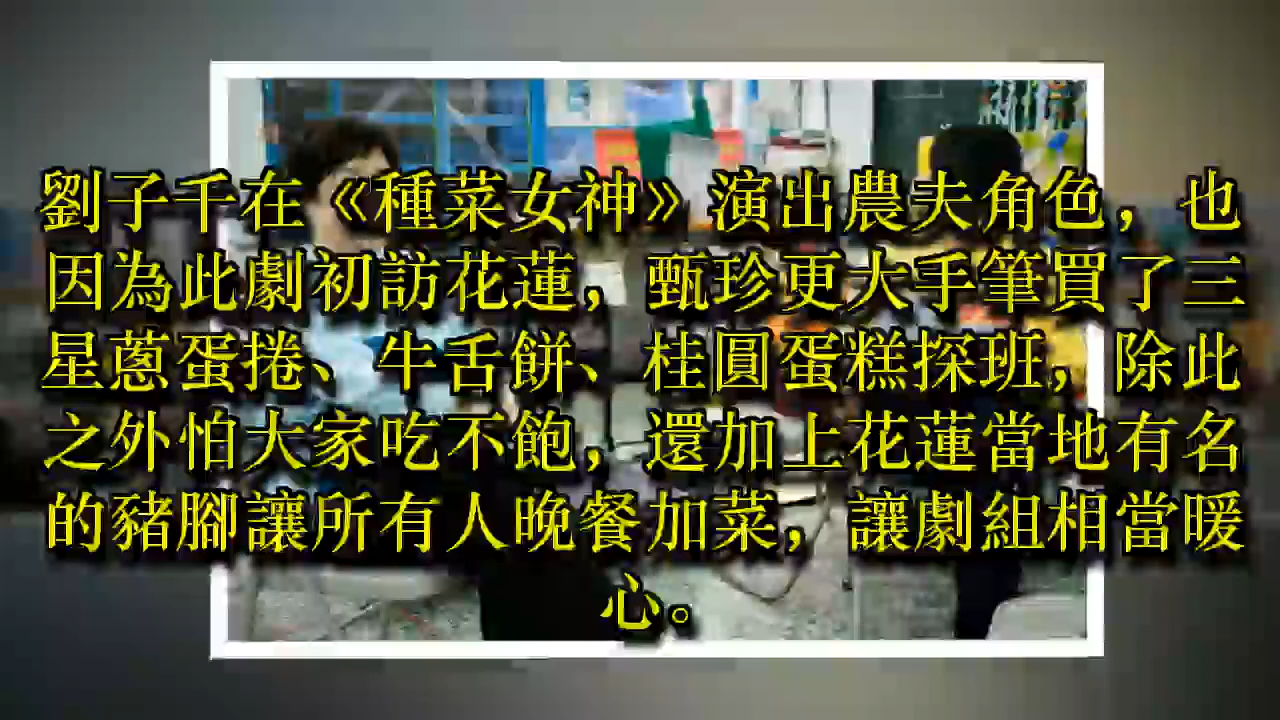 劉子千在《種菜女神》演出農夫角色，也
因為此劇初訪花蓮，甄珍更大手筆買了三
星蔥蛋捲、牛舌餅、桂圓蛋糕探班，除此
之外怕大家吃不飽，還加上花蓮當地有名
的豬腳讓所有人晚餐加菜，讓劇組相當暖
心。